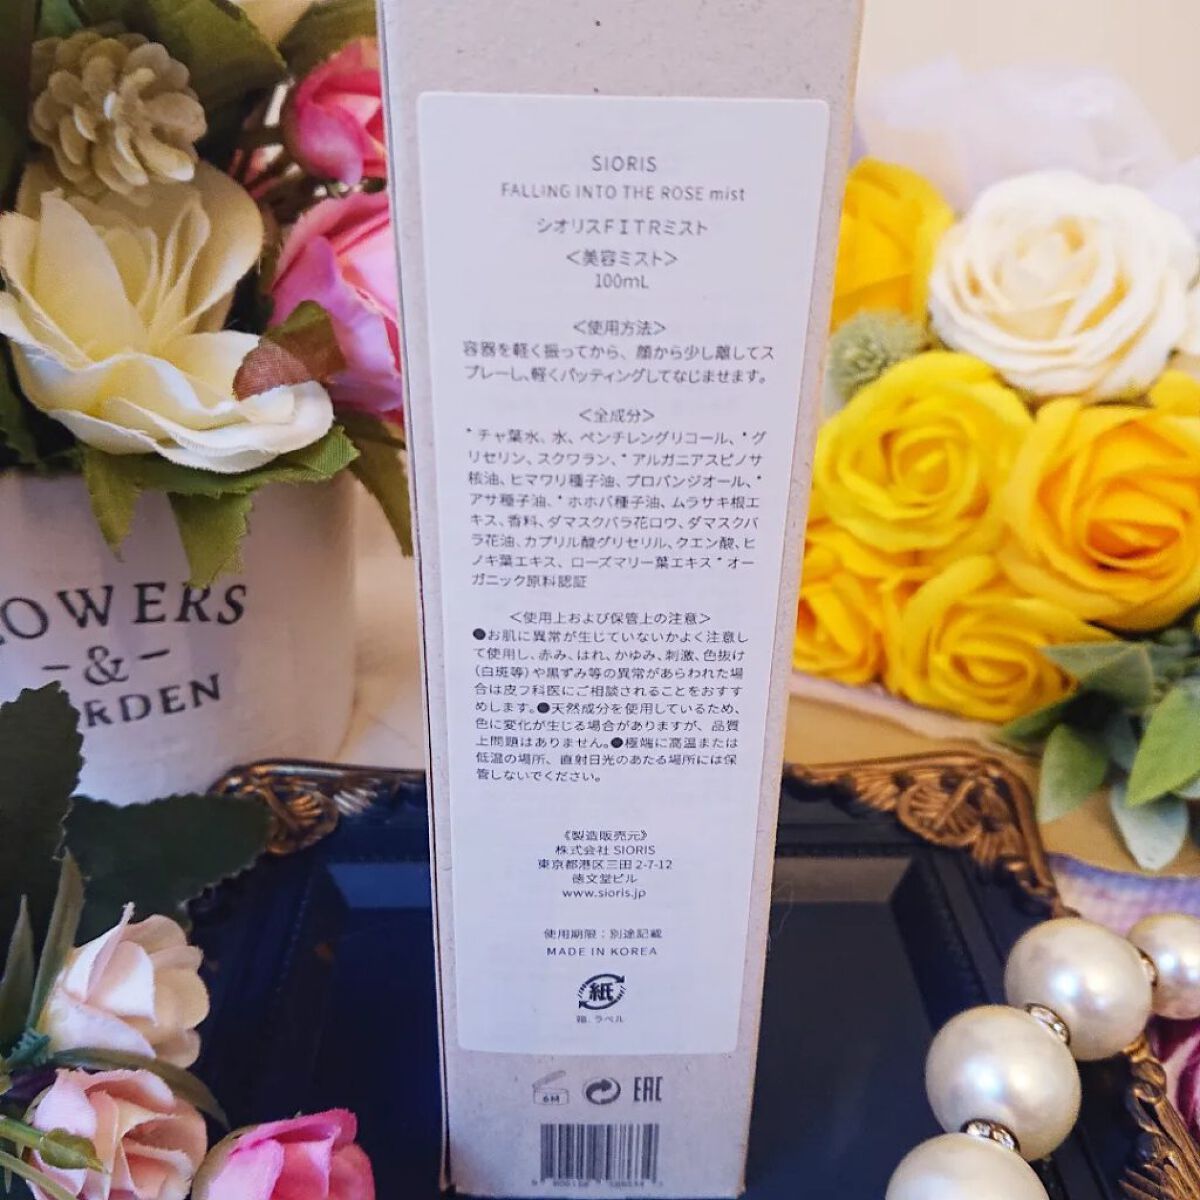 SIORIS
FALLING INTO THE ROSE mist
シオリスFITRミスト
＜美容ミスト＞
100mL
＜使用方法＞
容器を軽く振ってから、顔から少し離してス
プレーし、軽くパッティングしてなじませます。
＜全成分＞
*チャ葉水、水、ペンチレングリコール、*グ
リセリン、スクワラン、*アルガニアスピノサ
核油、ヒマワリ種子油、プロパンジオール、*
アサ種子油、*ホホバ種子油、ムラサキ根エ
キス、香料、ダマスクバラ花ロウ、ダマスクバ
ラ花油、カプリル酸グリセリル、クエン酸、ヒ
ノキ葉エキス、ローズマリー葉エキス *オー
ガニック原料認証
＜使用上および保管上の注意＞
●お肌に異常が生じていないかよく注意し
て使用し、赤み、はれ、かゆみ、刺激、色抜け
（白斑等）や黒ずみ等の異常があらわれた場
合は皮フ科医にご相談されることをおすす
めします。●天然成分を使用しているため、
色に変化が生じる場合がありますが、品質
上問題はありません。●極端に高温または
低温の場所、直射日光のあたる場所には保
管しないでください。
《製造販売元》
株式会社 SIORIS
東京都港区三田 2-7-12
徳文堂ビル
www.sioris.jp
使用期限：別途記載
MADE IN KOREA
紙
箱、ラベル
6M
EAC
LOWERS
-&-
RDEN